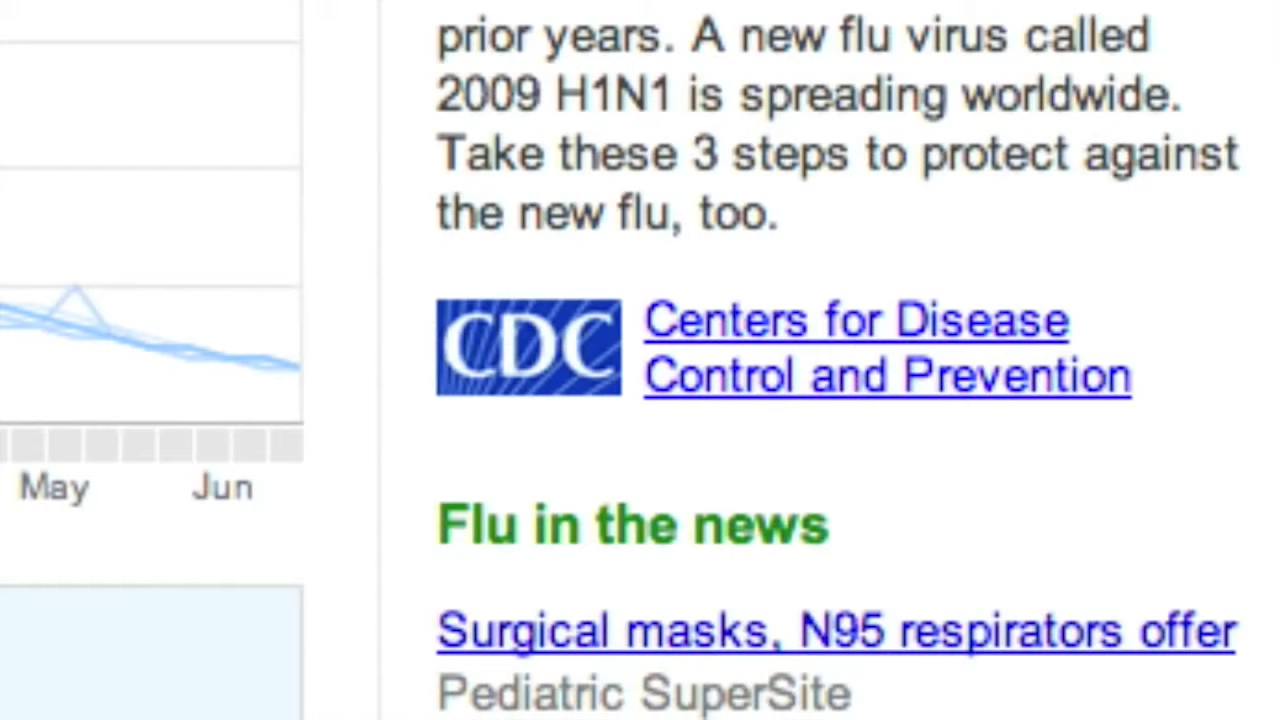 prior years. A new flu virus called
2009 H1N1 is spreading worldwide.
Take these 3 steps to protect against
the new flu, too.
CDC
Centers for Disease
Control and Prevention
May
Jun
Flu in the news
Surgical masks, N95 respirators offer
Pediatric SuperSite